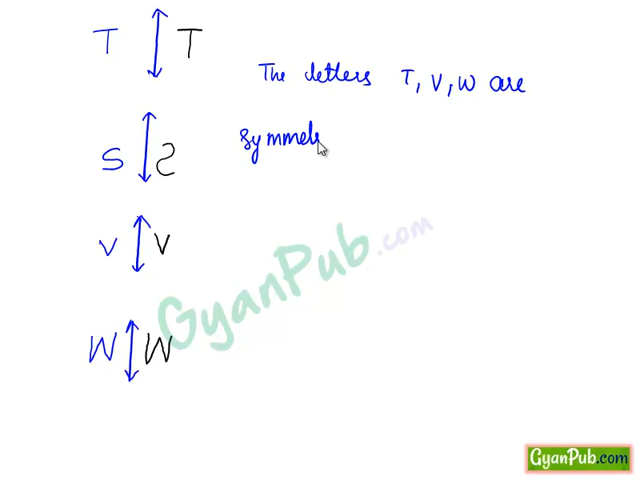 T T
The letters T, V, W are
S
symmet
V V
W W
GyanPub.com
GyanPub.com